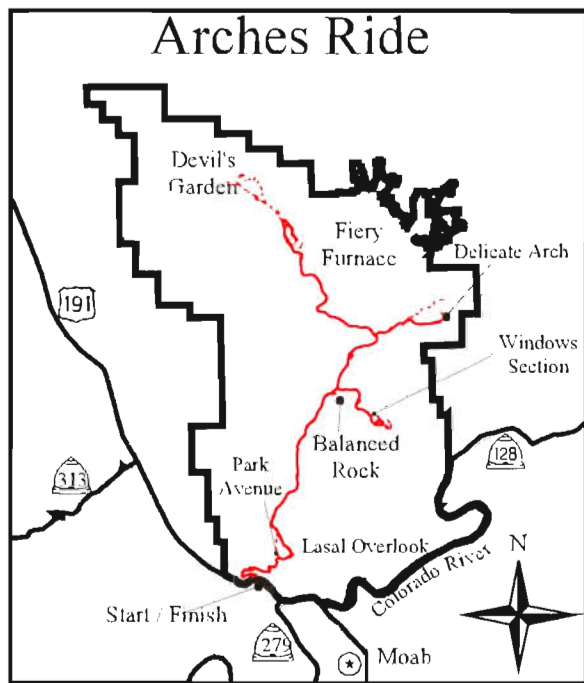 Arches Ride
Devil's
Garden
Fiery
Furnace
Delicate Arch
191
Windows
Section
Balanced
Rock
128
Park
Avenue
313
Lasal Overlook
N
Colorado River
Start / Finish
279
Moab